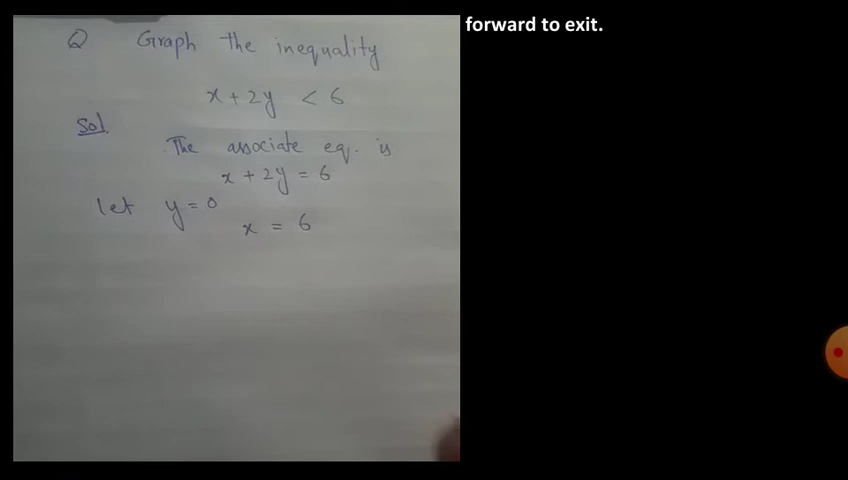 forward to exit.
Q Graph the inequality
x + 2y < 6
Sol
The associate eq. is
x + 2y = 6
let y = 0
x = 6